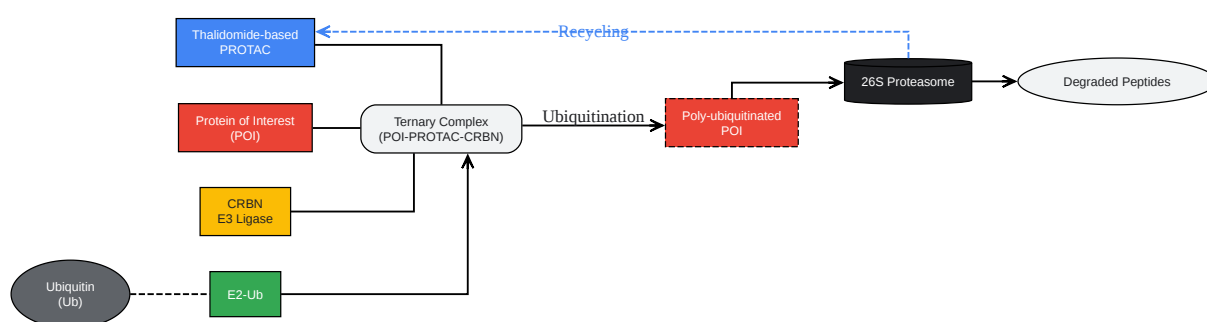 Thalidomide-based
PROTAC
Recycling
26S Proteasome
Degraded Peptides
Protein of Interest
(POI)
Ternary Complex
(POI-PROTAC-CRBN)
Ubiquitination
Poly-ubiquitinated
POI
CRBN
E3 Ligase
Ubiquitin
(Ub)
E2-Ub